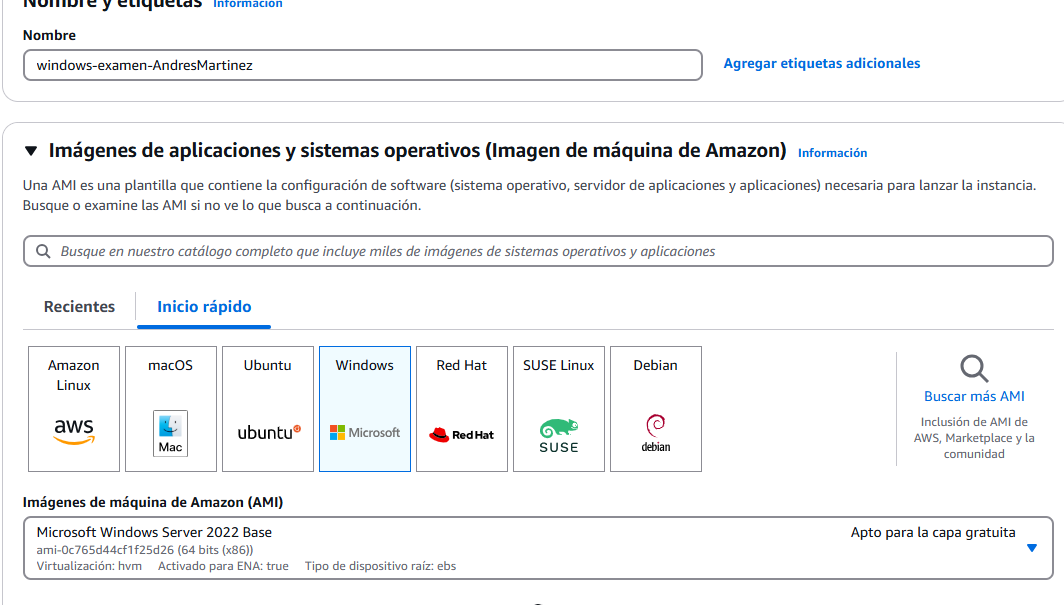 Nombre y etiquetas Información
Nombre
windows-examen-AndresMartinez
Agregar etiquetas adicionales
Imágenes de aplicaciones y sistemas operativos (Imagen de máquina de Amazon) Información
Una AMI es una plantilla que contiene la configuración de software (sistema operativo, servidor de aplicaciones y aplicaciones) necesaria para lanzar la instancia.
Busque o examine las AMI si no ve lo que busca a continuación.
Busque en nuestro catálogo completo que incluye miles de imágenes de sistemas operativos y aplicaciones
Recientes
Inicio rápido
Amazon
Linux
aws
macOS
Mac
Ubuntu
ubuntu
Windows
Microsoft
Red Hat
Red Hat
SUSE Linux
SUSE
Debian
debian
Buscar más AMI
Inclusión de AMI de
AWS, Marketplace y la
comunidad
Imágenes de máquina de Amazon (AMI)
Microsoft Windows Server 2022 Base
Apto para la capa gratuita
ami-0c765d44cf1f25d26 (64 bits (x86))
Virtualización: hvm Activado para ENA: true Tipo de dispositivo raíz: ebs